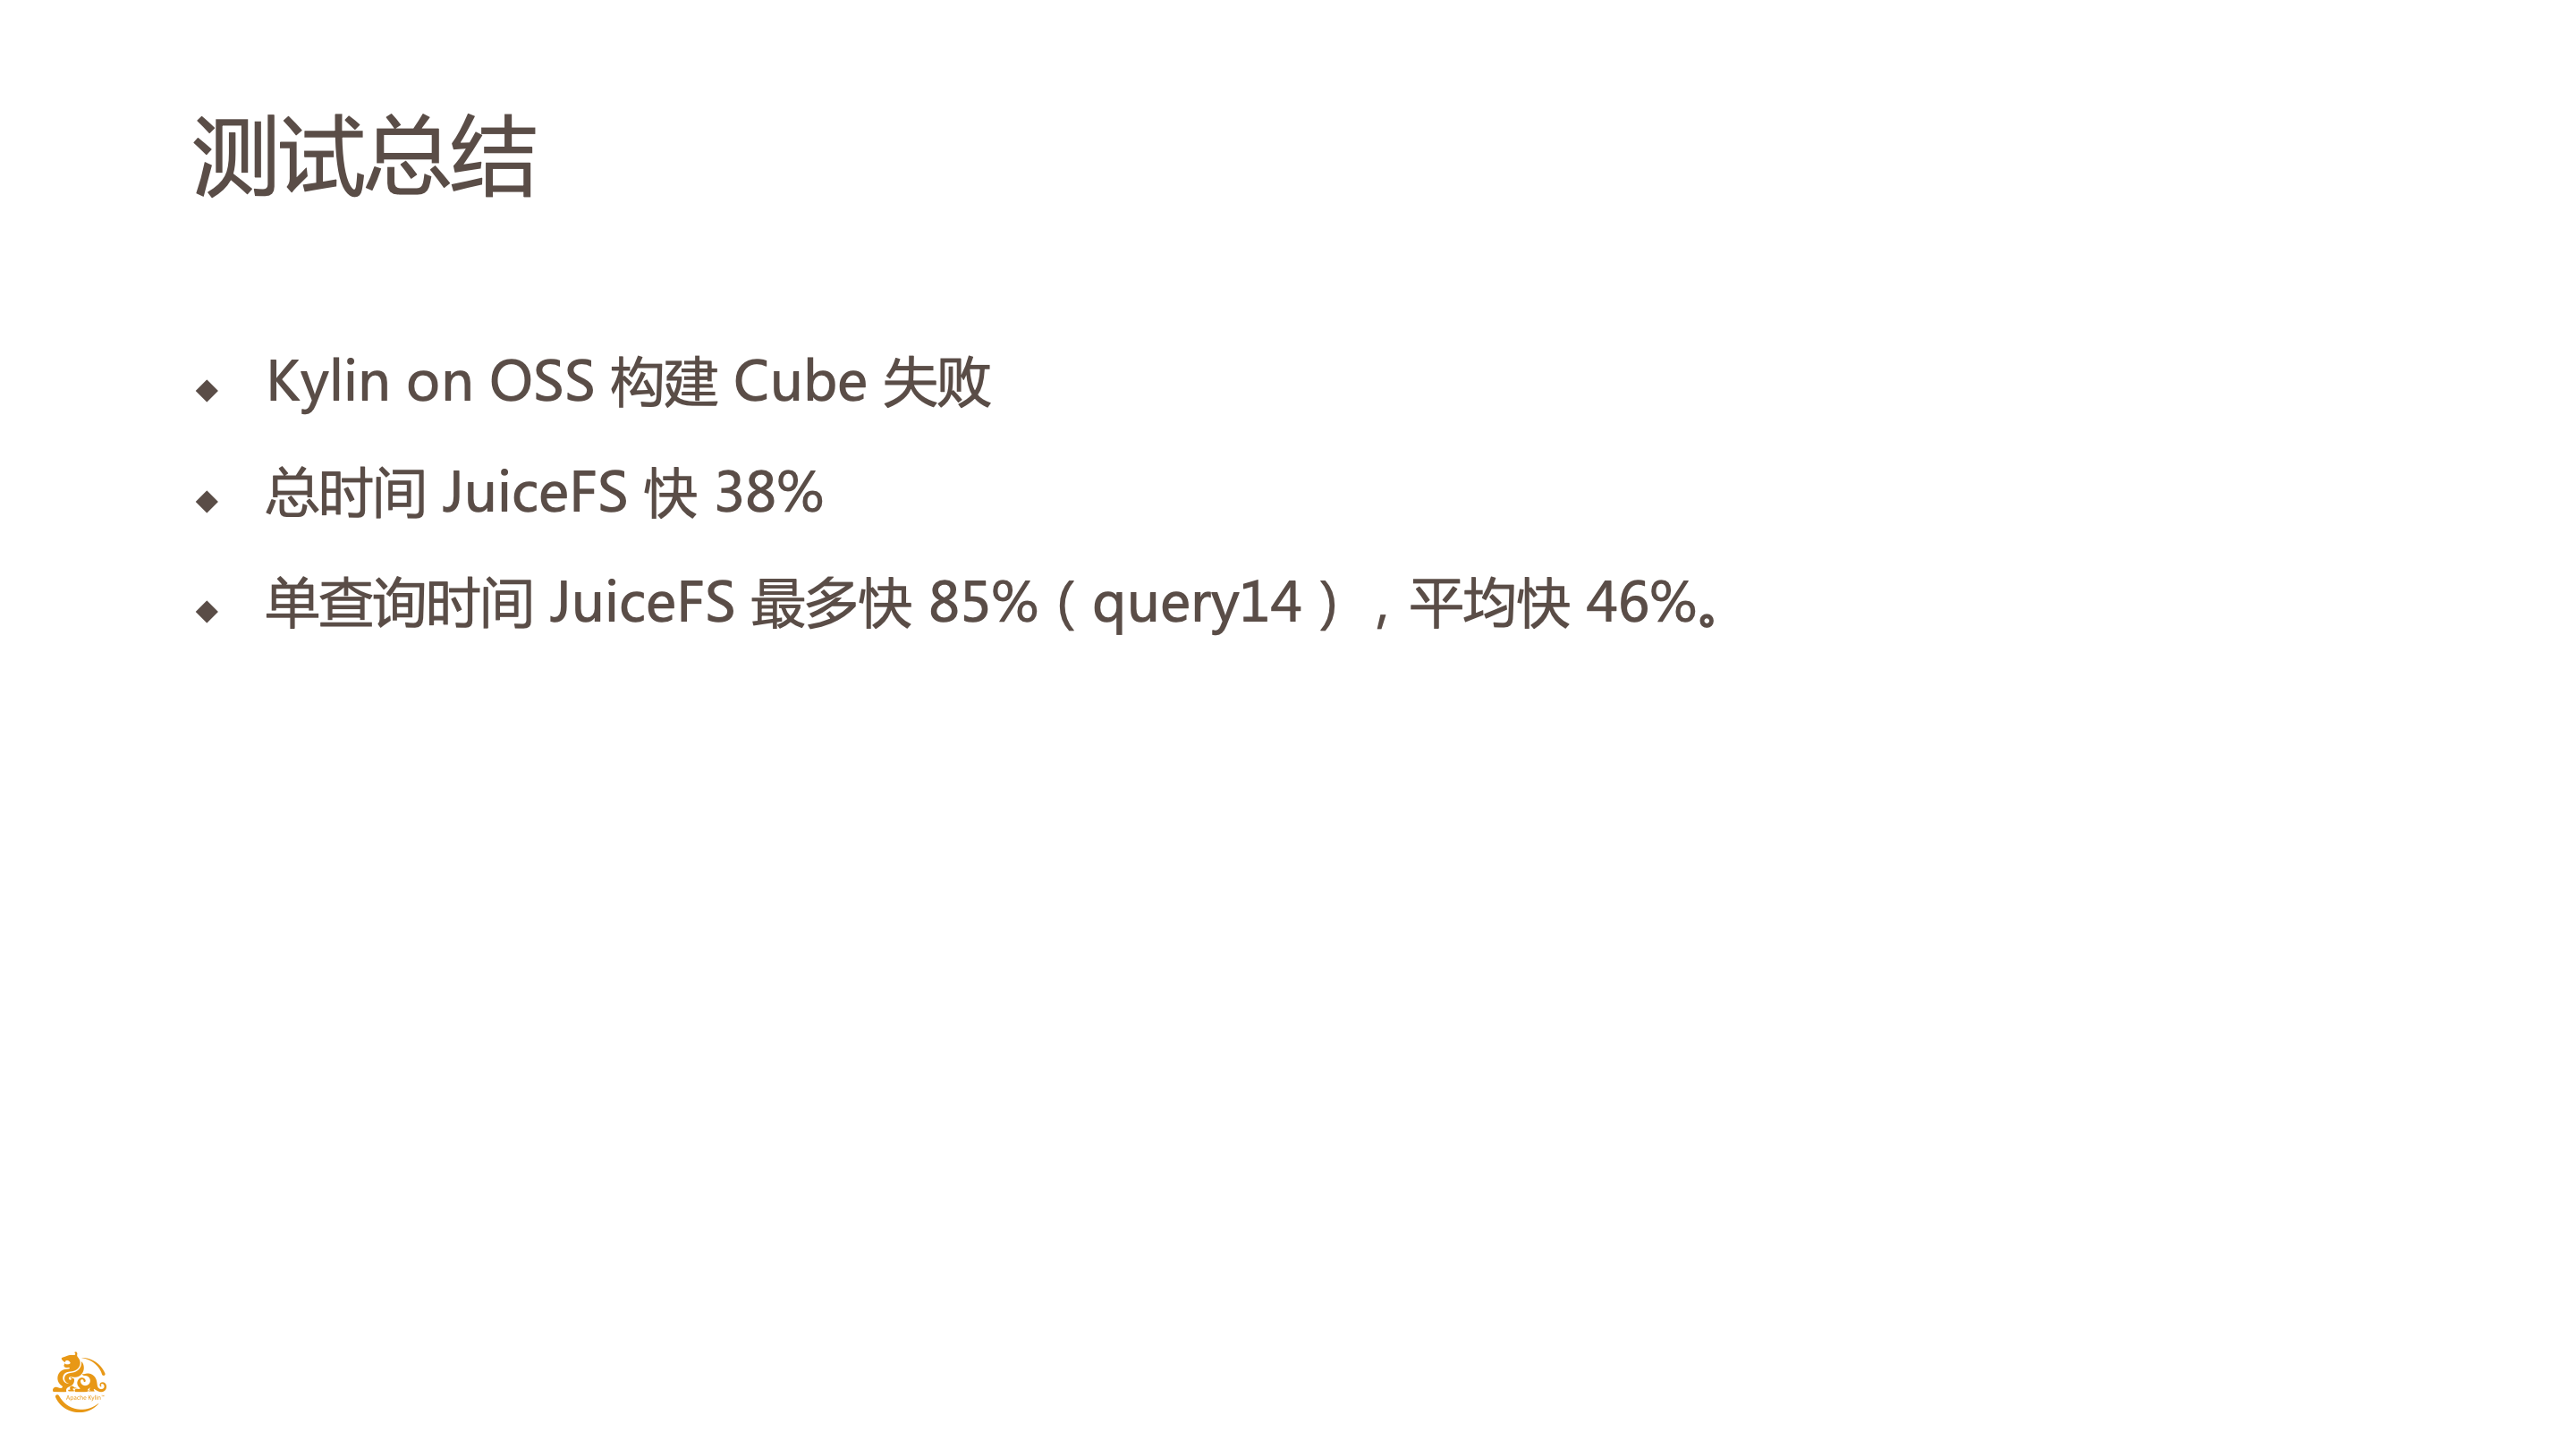 测试总结
Kylin on OSS 构建 Cube 失败
总时间 JuiceFS 快 38%
单查询时间 JuiceFS 最多快 85%（query14），平均快 46%。
Apache Kylin™